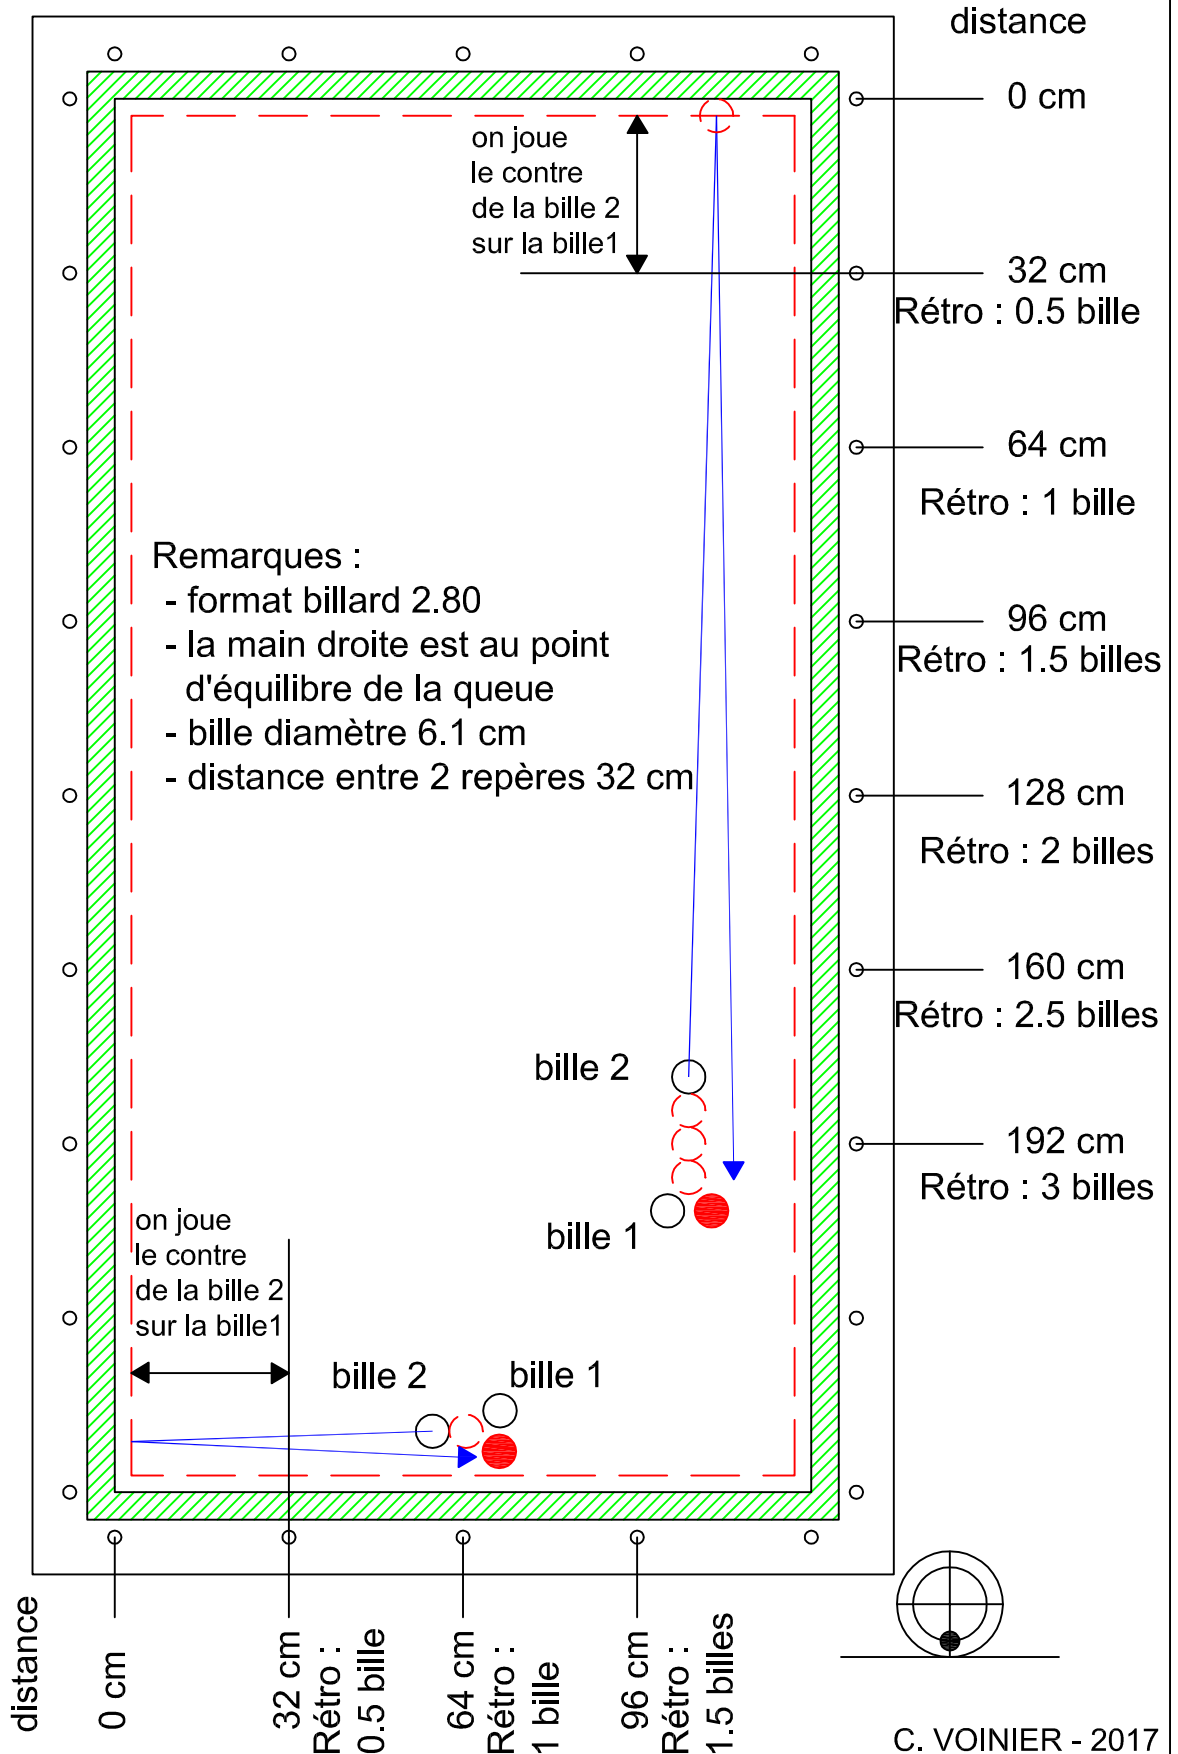 distance
0 cm
on joue
le contre
de la bille 2
sur la bille1
32 cm
Rétro : 0.5 bille
64 cm
Rétro : 1 bille
Remarques :
- format billard 2.80
- la main droite est au point
d'équilibre de la queue
- bille diamètre 6.1 cm
- distance entre 2 repères 32 cm
96 cm
Rétro : 1.5 billes
128 cm
Rétro : 2 billes
160 cm
Rétro : 2.5 billes
bille 2
192 cm
Rétro : 3 billes
bille 1
on joue
le contre
de la bille 2
sur la bille1
bille 2
bille 1
distance
0 cm
32 cm
Rétro :
0.5 bille
64 cm
Rétro :
1 bille
96 cm
Rétro :
1.5 billes
C. VOINIER - 2017